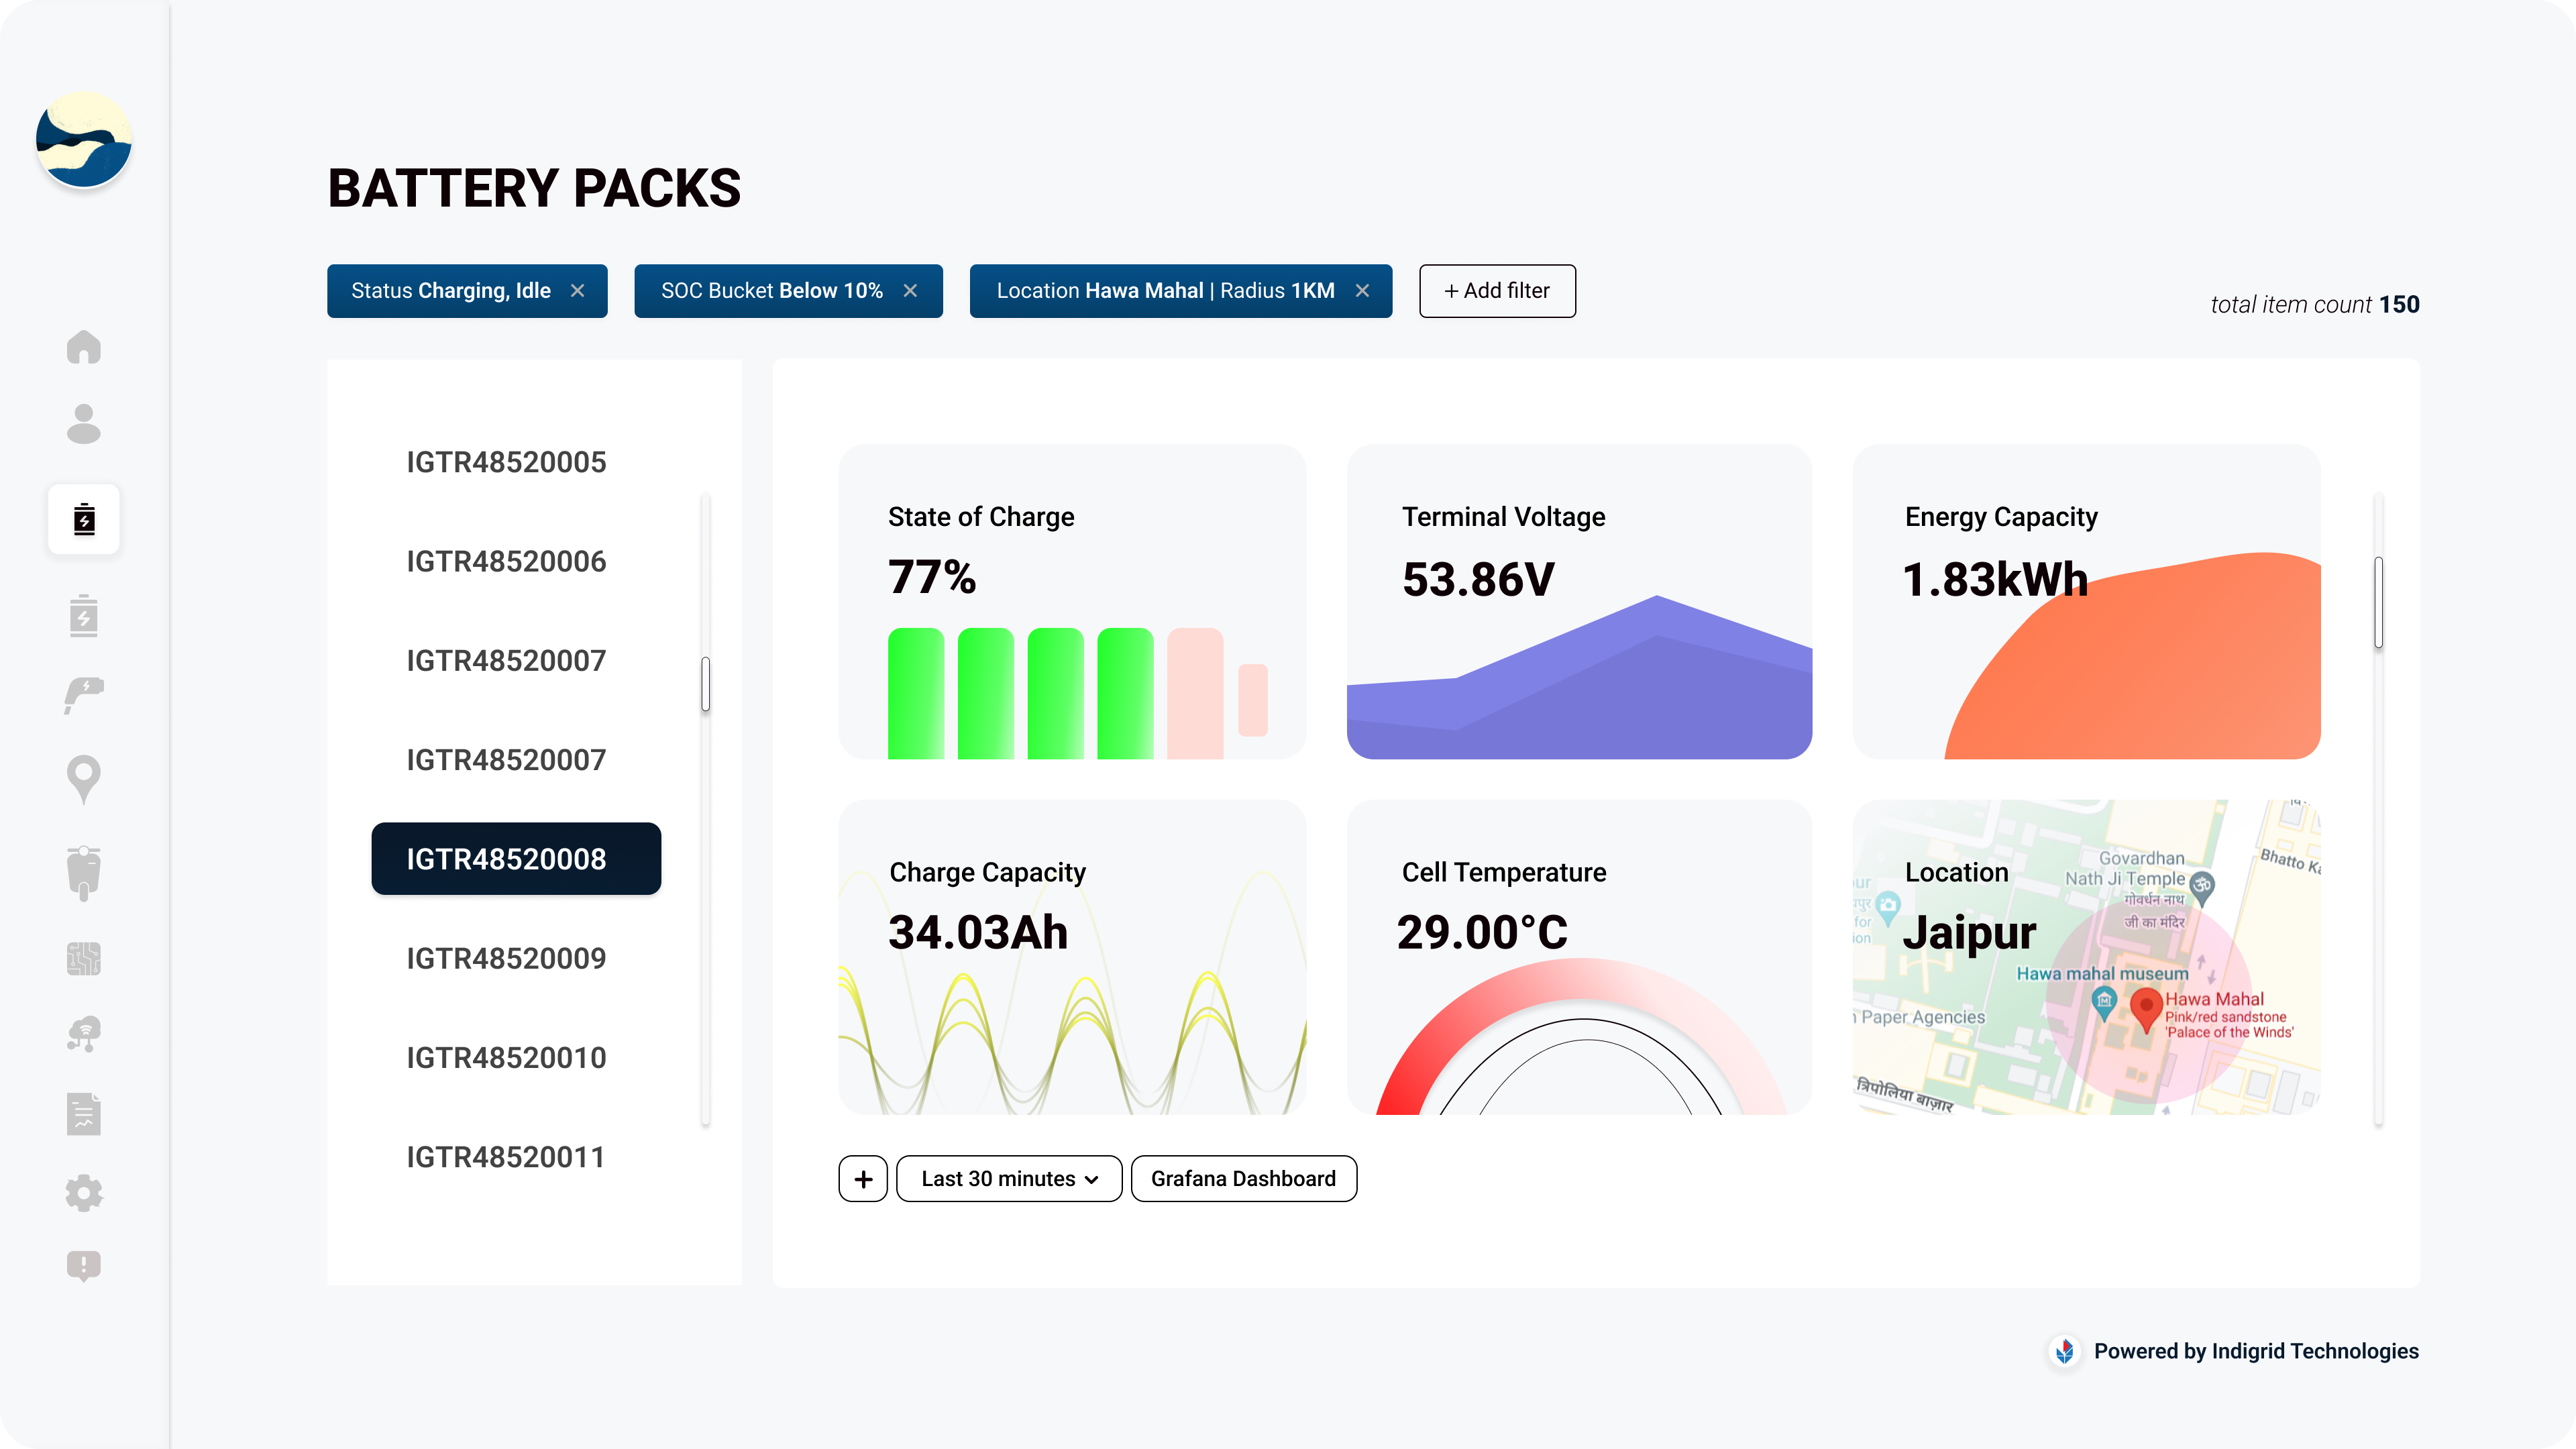 BATTERY PACKS
Status Charging, Idle ×
SOC Bucket Below 10% ×
Location Hawa Mahal | Radius 1KM ×
+ Add filter
total item count 150
IGTR48520005
IGTR48520006
IGTR48520007
IGTR48520007
IGTR48520008
IGTR48520009
IGTR48520010
IGTR48520011
State of Charge
77%
Terminal Voltage
53.86V
Energy Capacity
1.83kWh
Charge Capacity
34.03Ah
Cell Temperature
29.00°C
Location
Jaipur
Govardhan
Nath Ji Temple
गोवर्धन नाथ
जी का मंदिर
Bhatto
Hawa mahal museum
Hawa Mahal
Pink/red sandstone
'Palace of the Winds'
Paper Agencies
त्रिपोलिया बाज़ार
+
Last 30 minutes
Grafana Dashboard
Powered by Indigrid Technologies